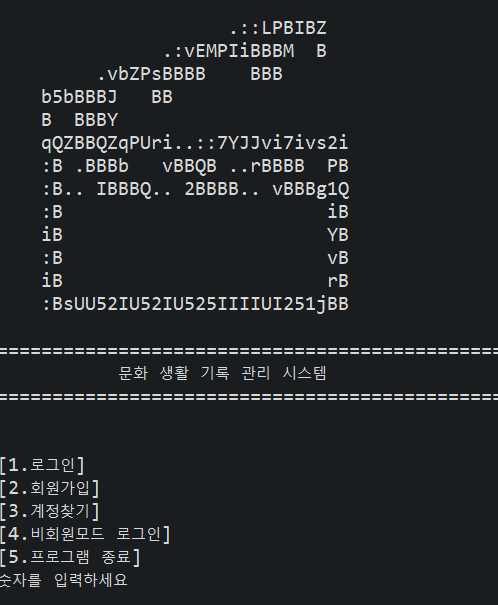 .::LPBIBZ
.:vEMPIiBBBM  B
.vbZPsBBBB    BBB
b5bBBBJ   BB
B  BBBY
qQZBBQZqPUri..::7YJJvi7ivs2i
:B .BBBb   vBBQB ..rBBBB  PB
:B.. IBBBQ.. 2BBBB.. vBBBg1Q
:B                        iB
iB                        YB
:B                        vB
iB                        rB
:BsUU52IU52IU525IIIIUI251jBB
==============================================
문화 생활 기록 관리 시스템
==============================================
[1.로그인]
[2.회원가입]
[3.계정찾기]
[4.비회원모드 로그인]
[5.프로그램 종료]
숫자를 입력하세요